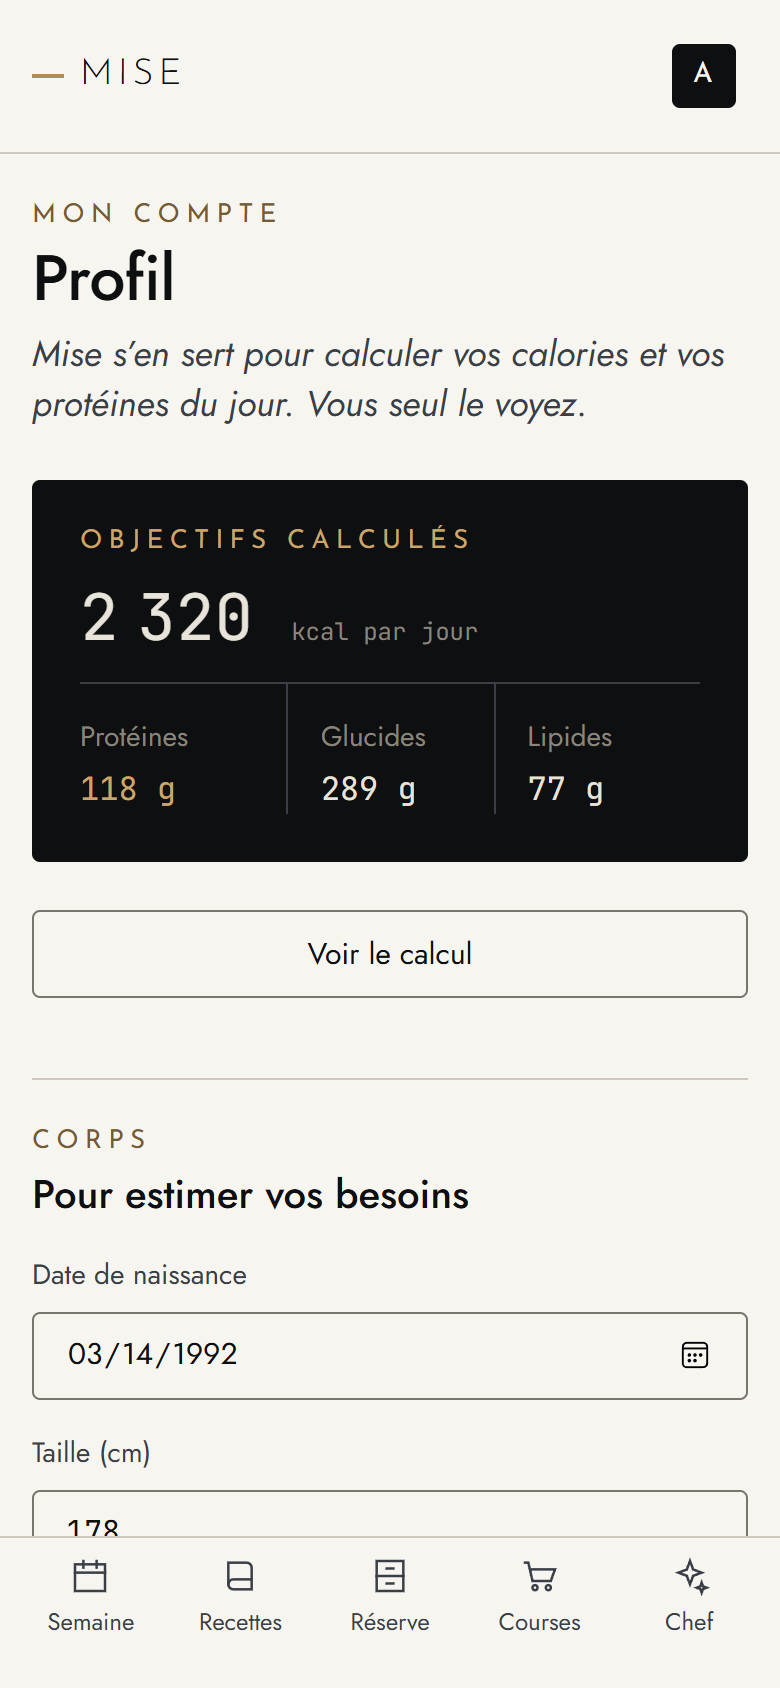 MISE
A
MON COMPTE
Profil
Mise s’en sert pour calculer vos calories et vos
protéines du jour. Vous seul le voyez.
OBJECTIFS CALCULÉS
2 320 kcal par jour
Protéines Glucides Lipides
118 g 289 g 77 g
Voir le calcul
CORPS
Pour estimer vos besoins
Date de naissance
03/14/1992
Taille (cm)
178
Semaine Recettes Réserve Courses Chef